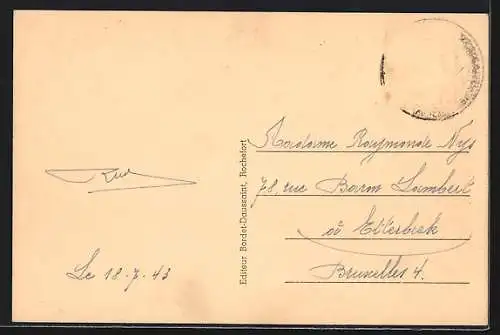 Le 18-7-43
Editeur Bordet-Daussaint, Rochefort
Madame Raymonde Nys
78, rue Baron Lambert
à Etterbeek
Bruxelles 4.